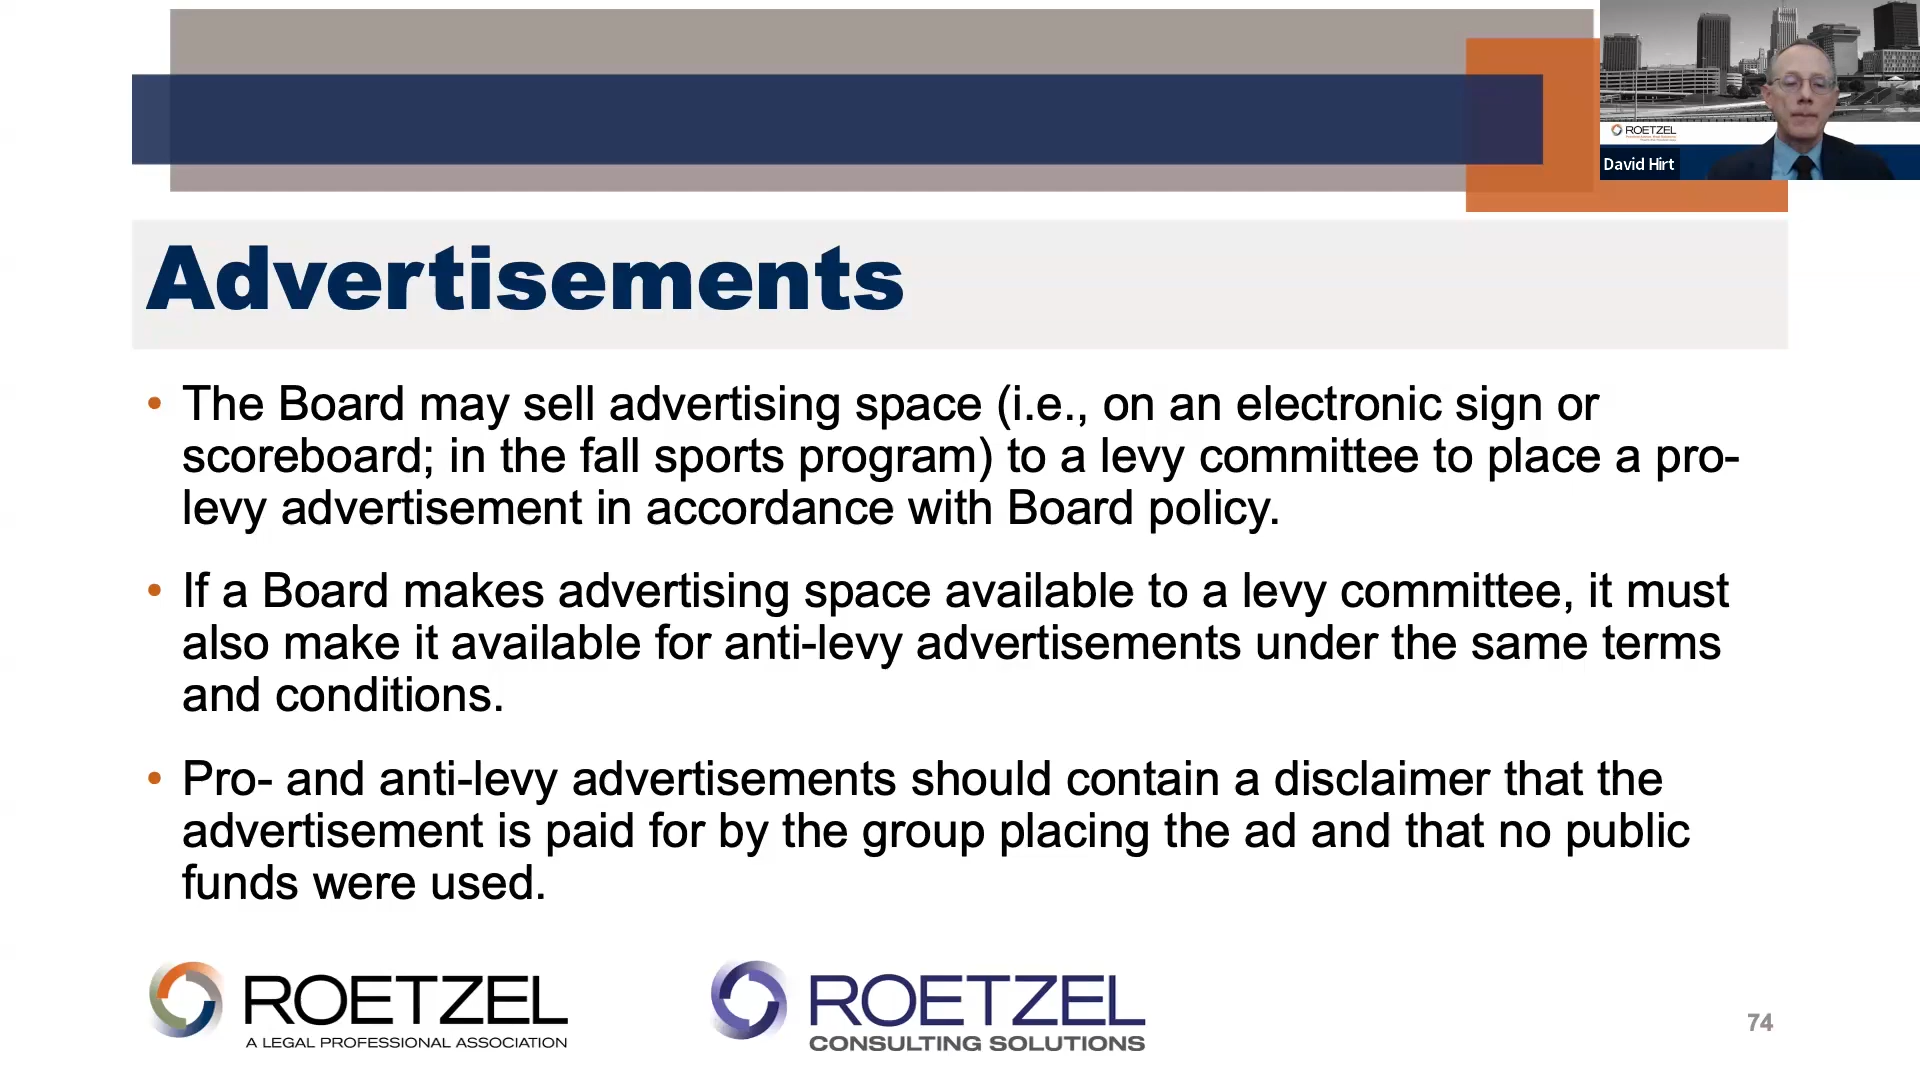 ROETZEL
David Hirt
Advertisements
• The Board may sell advertising space (i.e., on an electronic sign or
scoreboard; in the fall sports program) to a levy committee to place a pro-
levy advertisement in accordance with Board policy.
• If a Board makes advertising space available to a levy committee, it must
also make it available for anti-levy advertisements under the same terms
and conditions.
• Pro- and anti-levy advertisements should contain a disclaimer that the
advertisement is paid for by the group placing the ad and that no public
funds were used.
ROETZEL
A LEGAL PROFESSIONAL ASSOCIATION
ROETZEL
CONSULTING SOLUTIONS
74